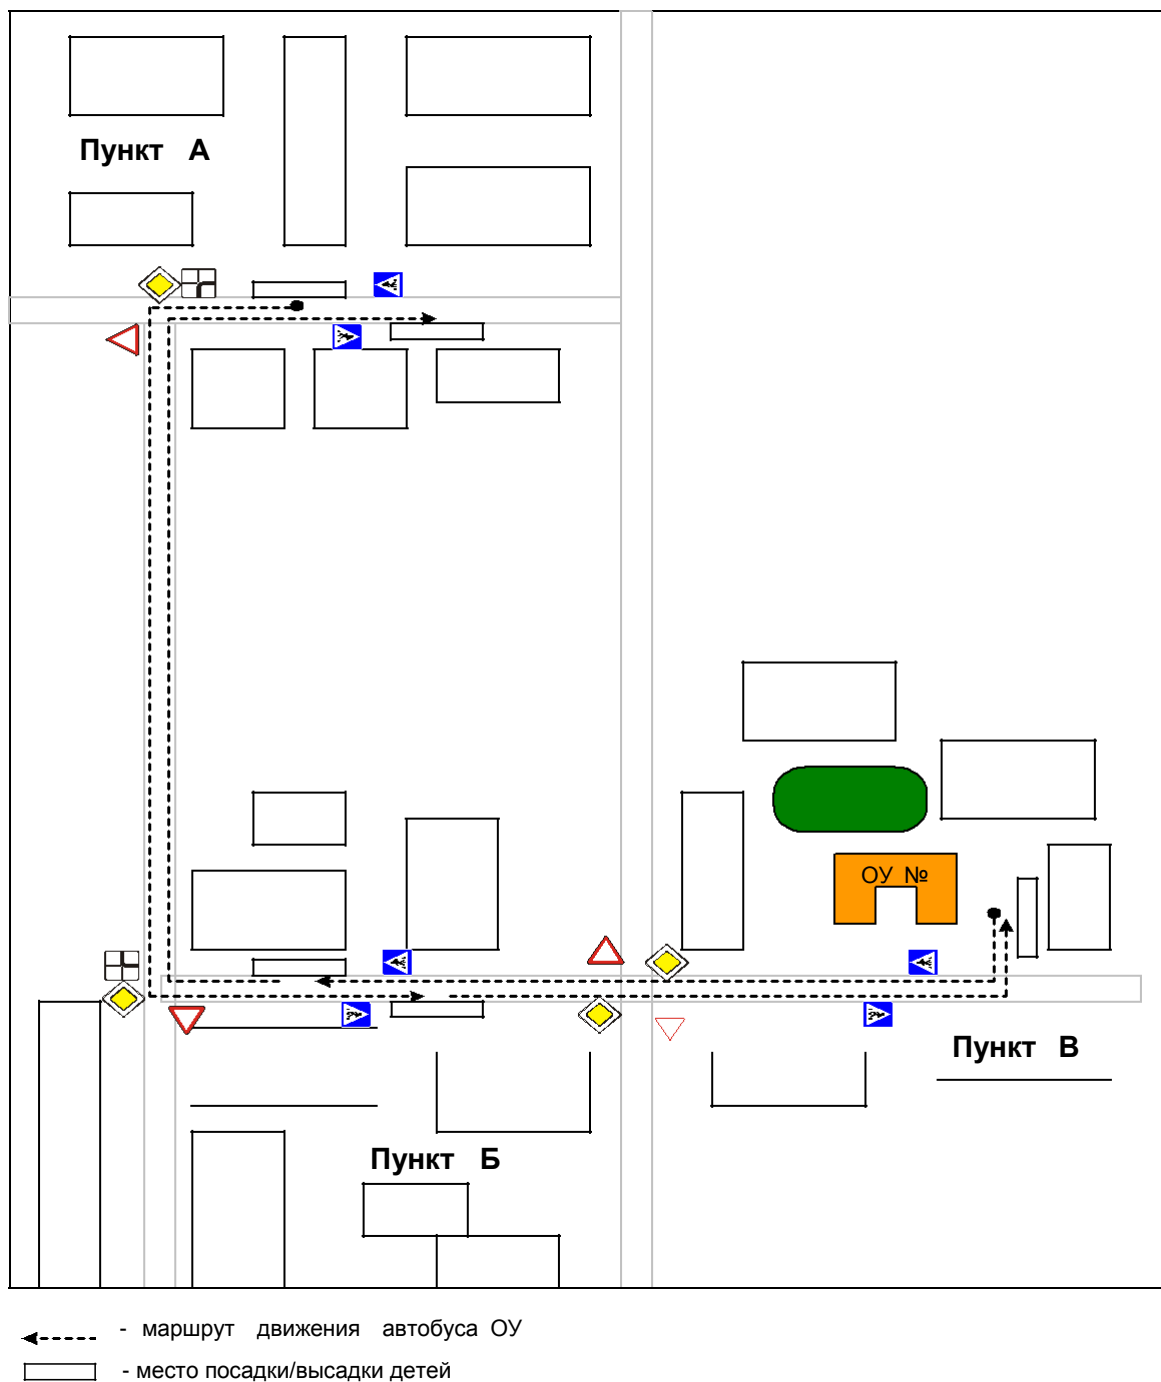 Пункт А
ОУ №
Пункт В
Пункт Б
- маршрут движения автобуса ОУ
- место посадки/высадки детей